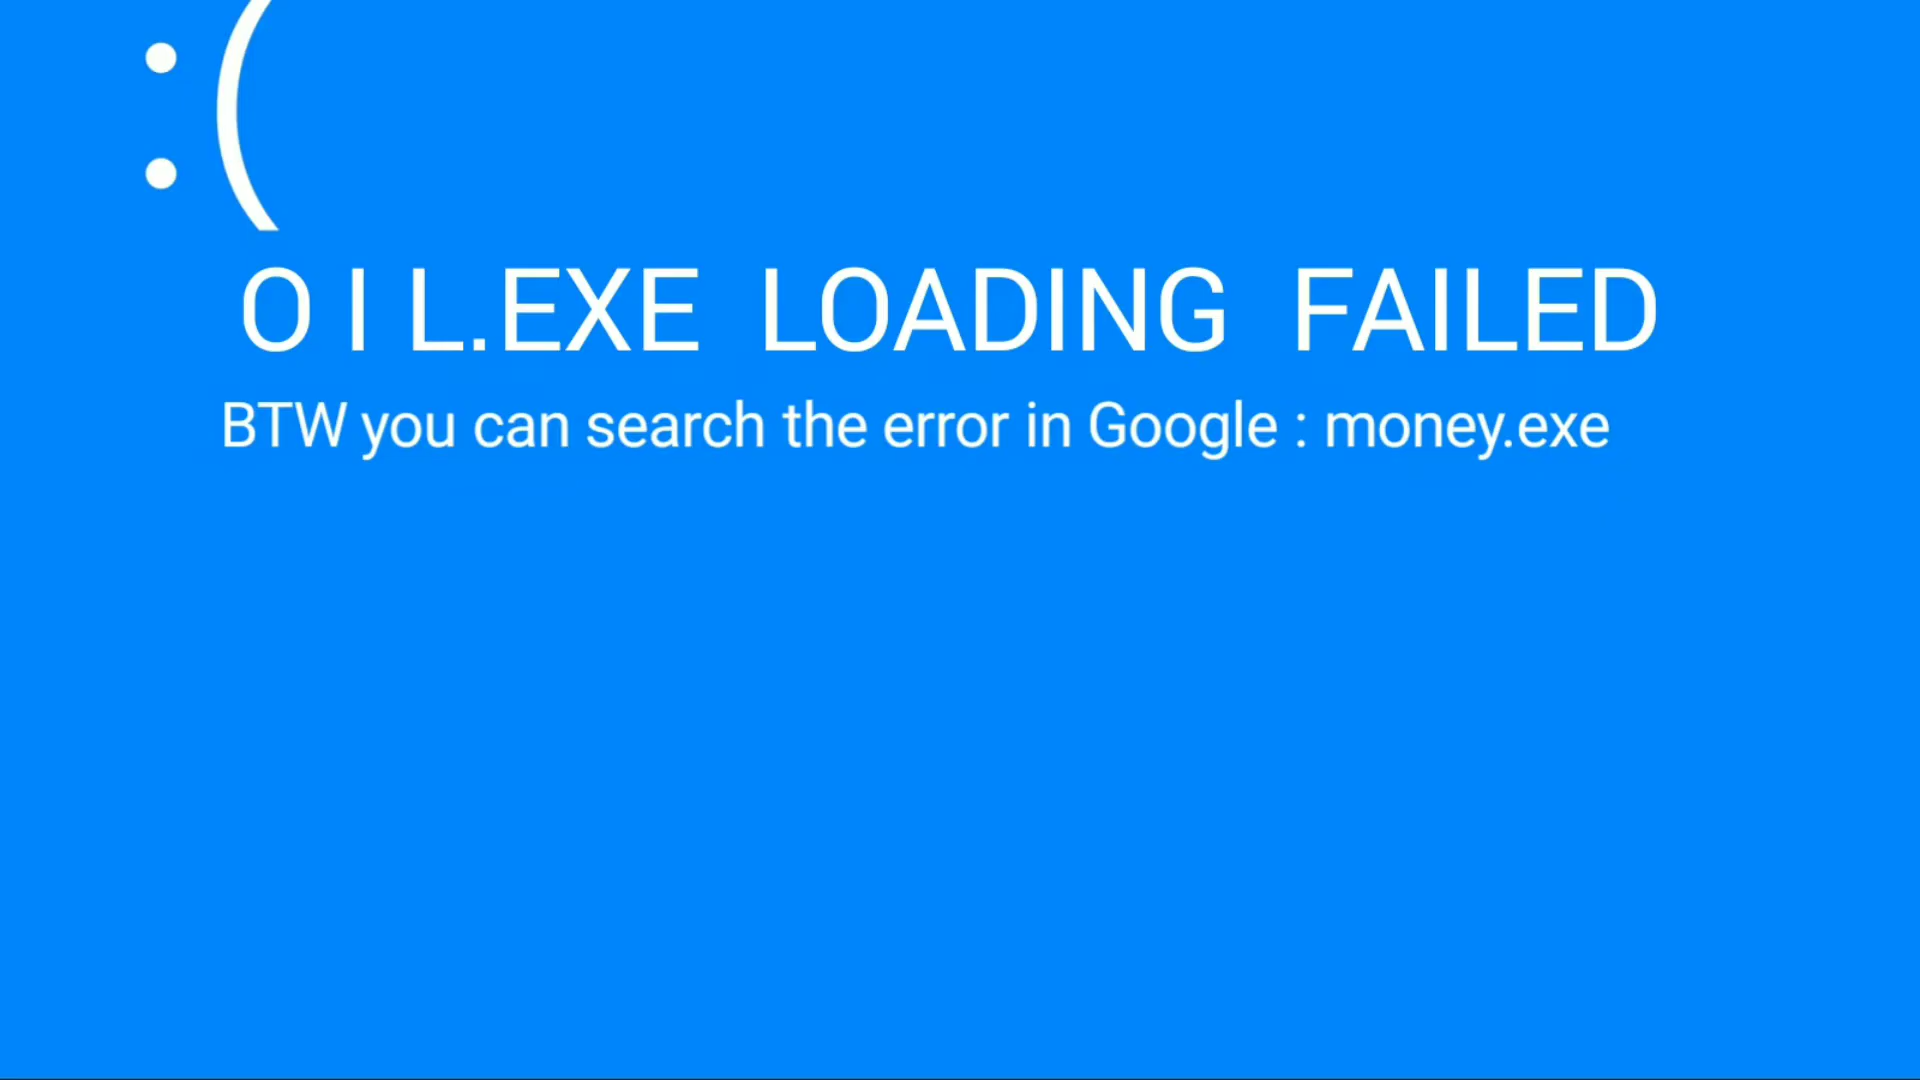 :(
O I L.EXE LOADING FAILED
BTW you can search the error in Google : money.exe